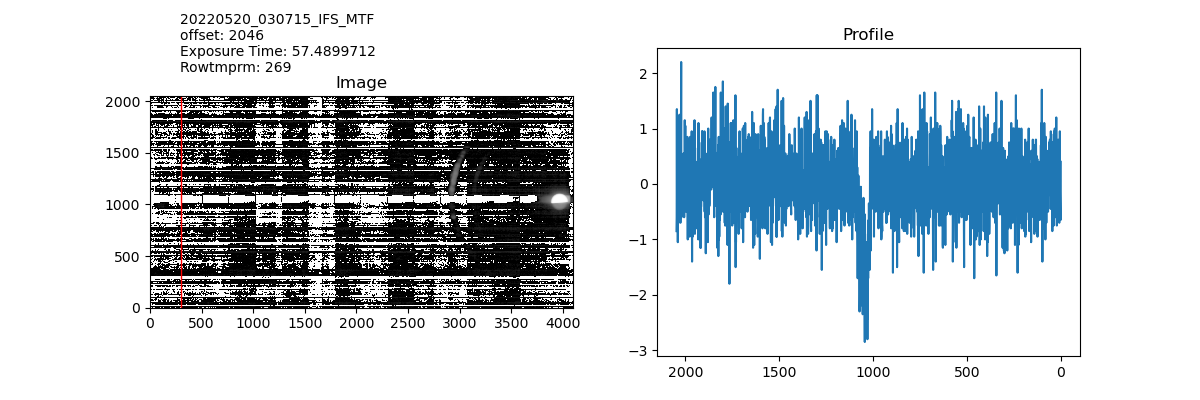 20220520_030715_IFS_MTF
offset: 2046
Exposure Time: 57.4899712
Rowtmprm: 269
Image
2000
1500
1000
500
0
0 500 1000 1500 2000 2500 3000 3500 4000
Profile
2
1
0
−1
−2
−3
2000 1500 1000 500 0